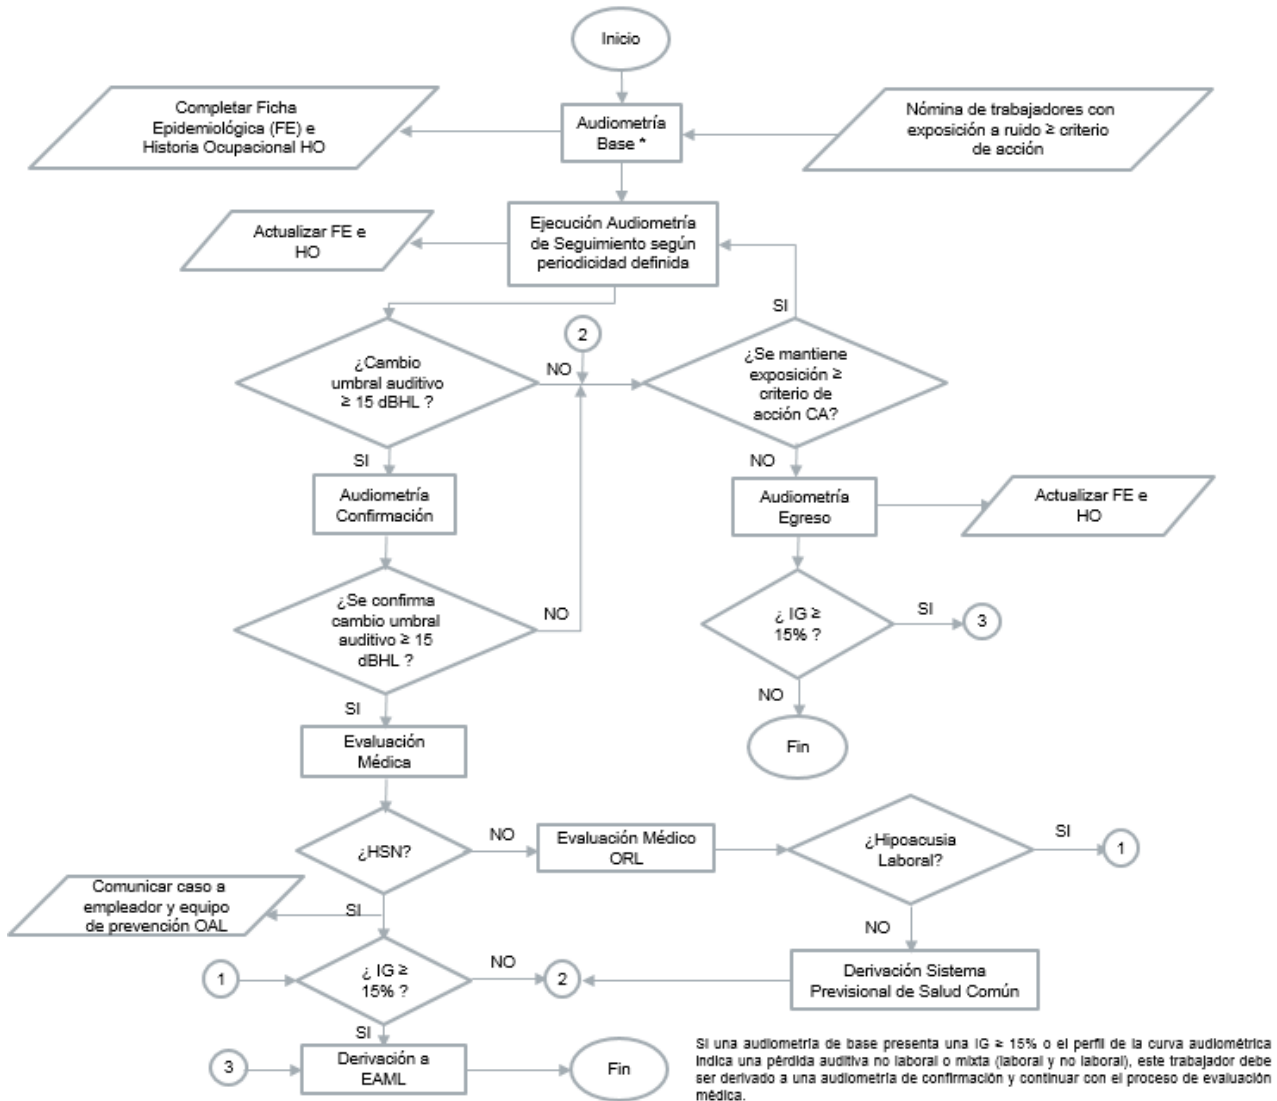 Inicio
Completar Ficha
Epidemiológica (FE) e
Historia Ocupacional HO
Audiometría
Base *
Nómina de trabajadores con
exposición a ruido ≥ criterio
de acción
Actualizar FE e
HO
Ejecución Audiometría
de Seguimiento según
periodicidad definida
SI
2
¿Cambio
umbral auditivo
≥ 15 dBHL ?
NO
¿Se mantiene
exposición ≥
criterio de
acción CA?
SI
NO
Audiometría
Confirmación
Audiometría
Egreso
Actualizar FE e
HO
¿Se confirma
cambio umbral
auditivo ≥ 15
dBHL ?
NO
¿ IG ≥
15% ?
SI
3
SI
NO
Evaluación
Médica
Fin
¿HSN?
NO
Evaluación Médico
ORL
¿Hipoacusia
Laboral?
SI
1
Comunicar caso a
empleador y equipo
de prevención OAL
SI
NO
1
¿ IG ≥
15% ?
NO
2
Derivación Sistema
Previsional de Salud Común
SI
3
Derivación a
EAML
Fin
Si una audiometría de base presenta una IG ≥ 15% o el perfil de la curva audiométrica
indica una pérdida auditiva no laboral o mixta (laboral y no laboral), este trabajador debe
ser derivado a una audiometría de confirmación y continuar con el proceso de evaluación
médica.